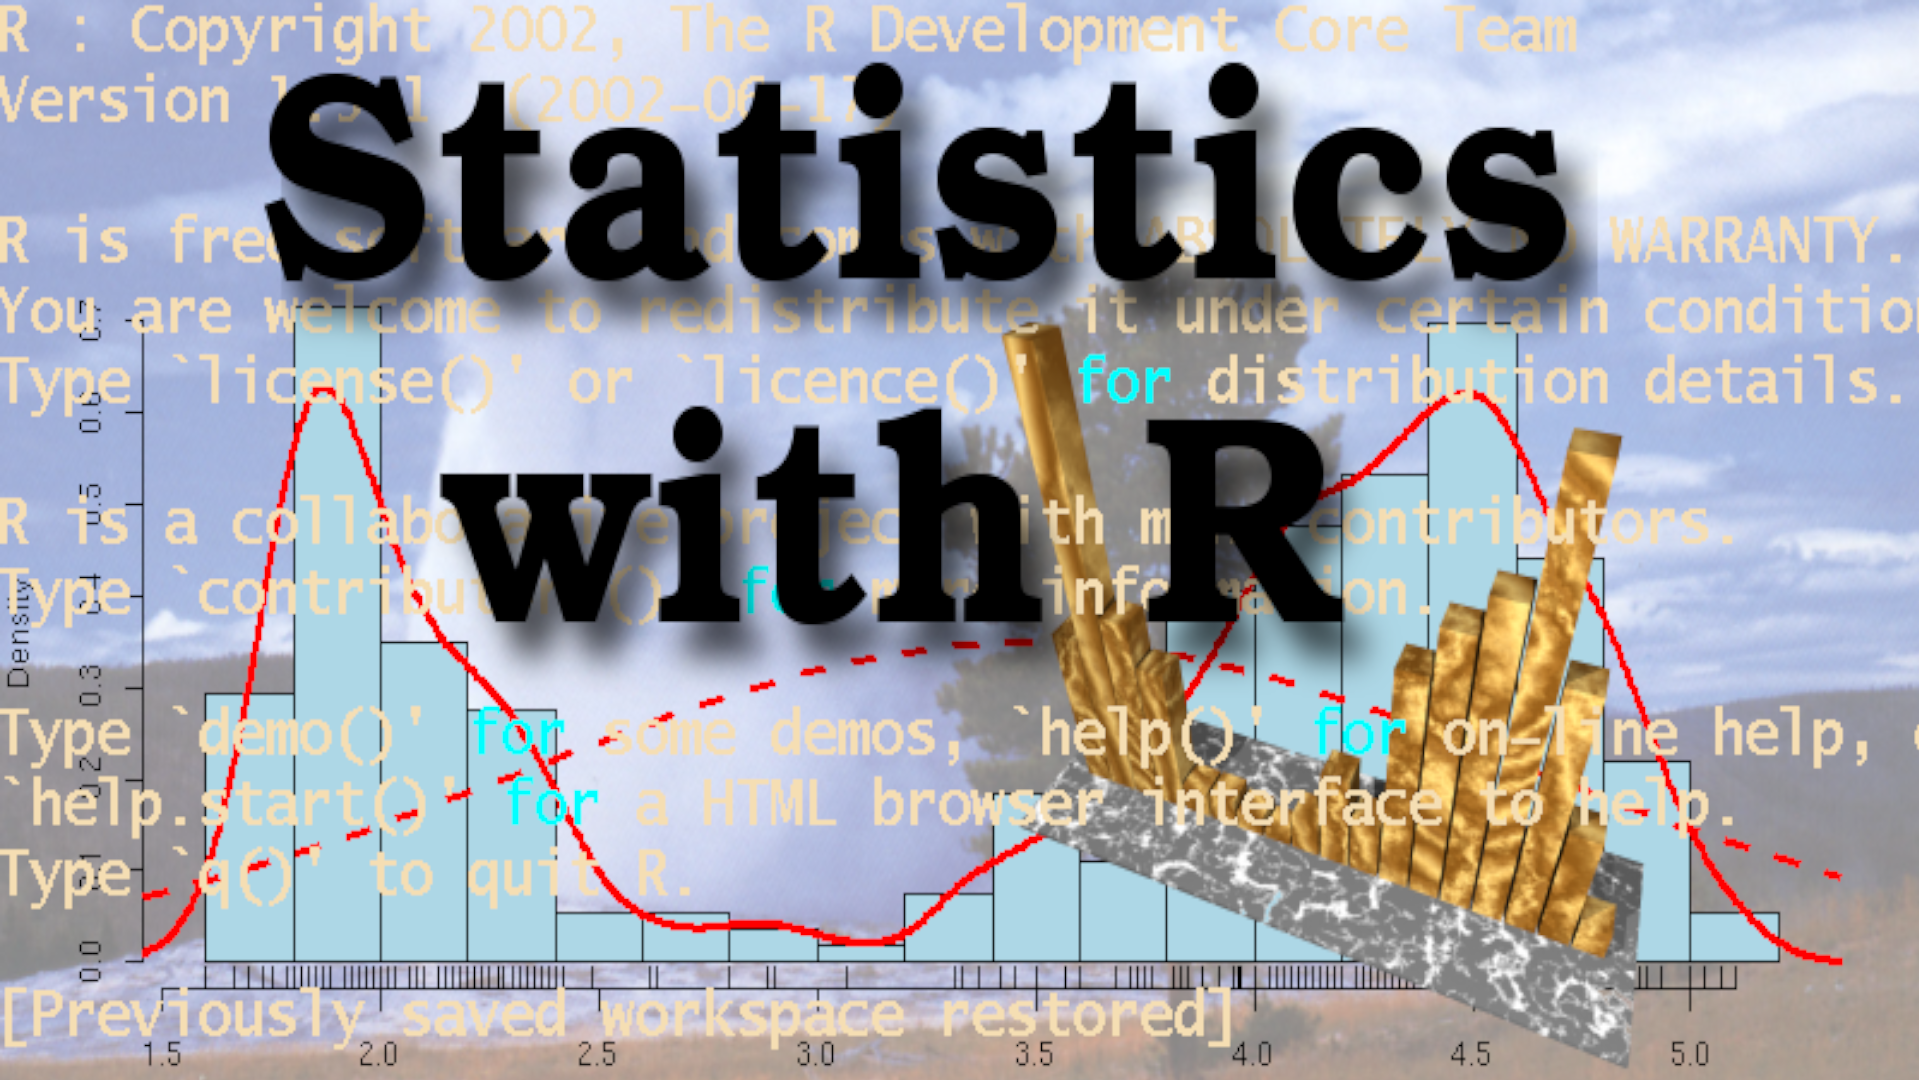 R : Copyright 2002, The R Development Core Team
Version (2002-06-17)
Statistics
R is free software and comes with ABSOLUTELY NO WARRANTY.
You are welcome to redistribute it under certain conditio
Type `license()' or `licence()' for distribution details.
with R
R is a collaborative project with many contributors.
Type `contributors()' for more information.
Type `demo()' for some demos, `help()' for on-line help,
`help.start()' for a HTML browser interface to help.
Type `q()' to quit R.
[Previously saved workspace restored]
Density
0.0 0.1 0.2 0.3 0.4 0.5 0.6 0.7
1.5 2.0 2.5 3.0 3.5 4.0 4.5 5.0